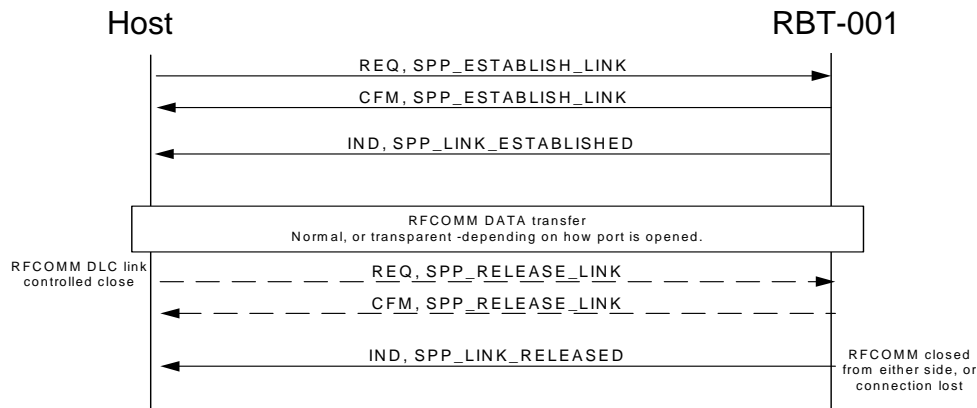 Host
RBT-001
REQ, SPP_ESTABLISH_LINK
CFM, SPP_ESTABLISH_LINK
IND, SPP_LINK_ESTABLISHED
RFCOMM DATA transfer
Normal, or transparent -depending on how port is opened.
RFCOMM DLC link
controlled close
REQ, SPP_RELEASE_LINK
CFM, SPP_RELEASE_LINK
IND, SPP_LINK_RELEASED
RFCOMM closed
from either side, or
connection lost